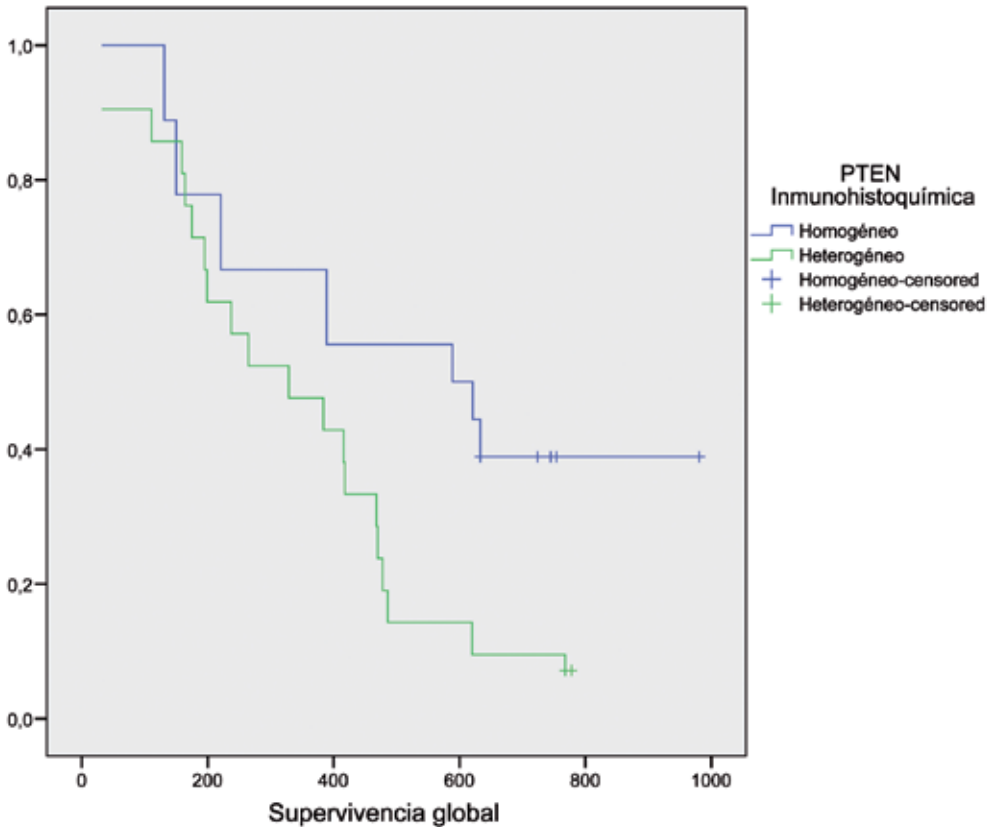 1,0
0,8
0,6
0,4
0,2
0,0
0 200 400 600 800 1000
Supervivencia global
PTEN
Inmunohistoquímica
Homogéneo
Heterogéneo
Homogéneo-censored
Heterogéneo-censored